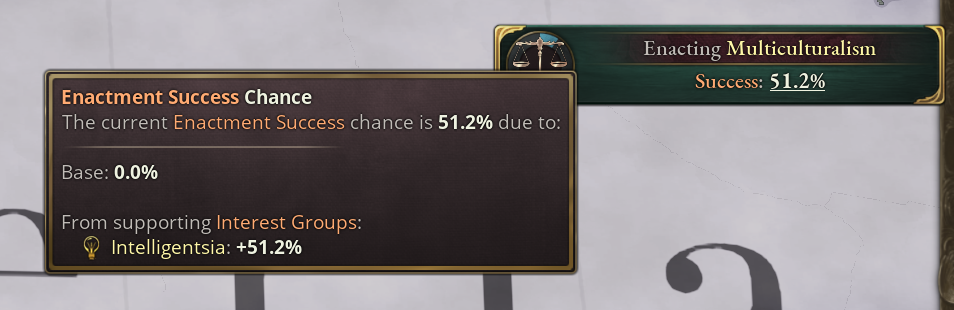 Enacting Multiculturalism
Success: 51.2%
Enactment Success Chance
The current Enactment Success chance is 51.2% due to:
Base: 0.0%
From supporting Interest Groups:
Intelligentsia: +51.2%